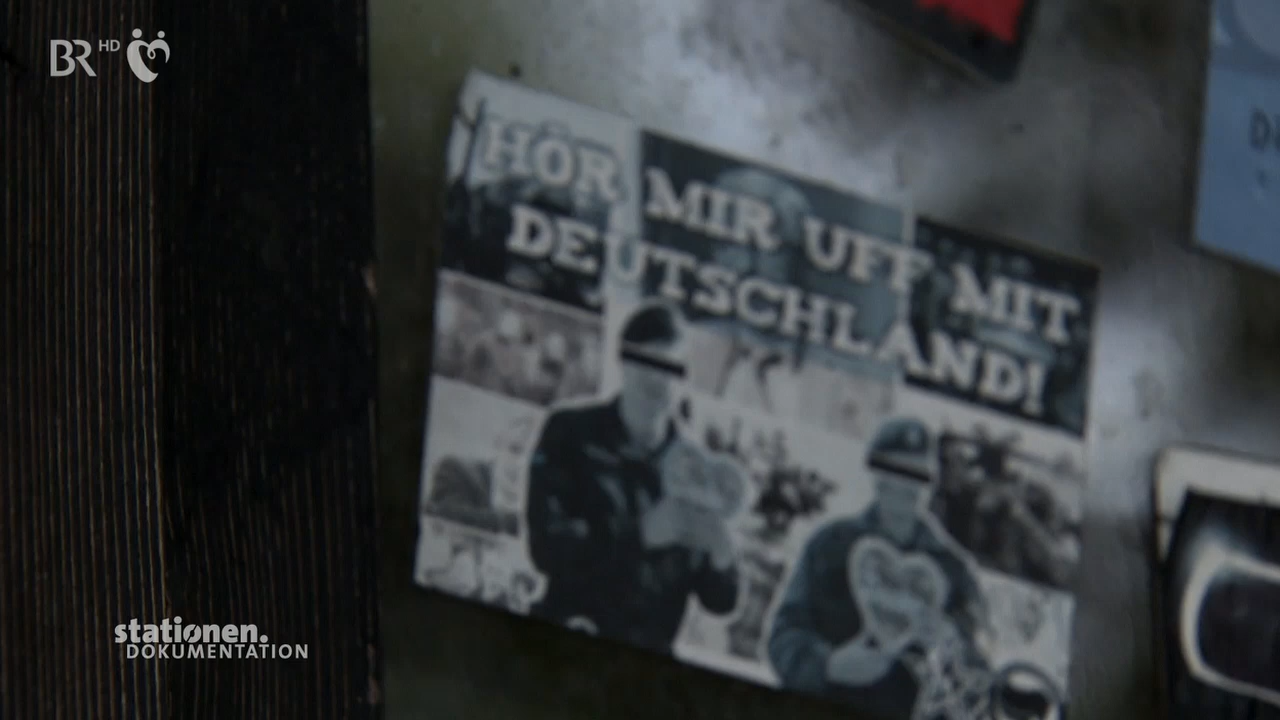 BR HD
HÖR MIR UFF MIT
DEUTSCHLAND!
stationen.
DOKUMENTATION